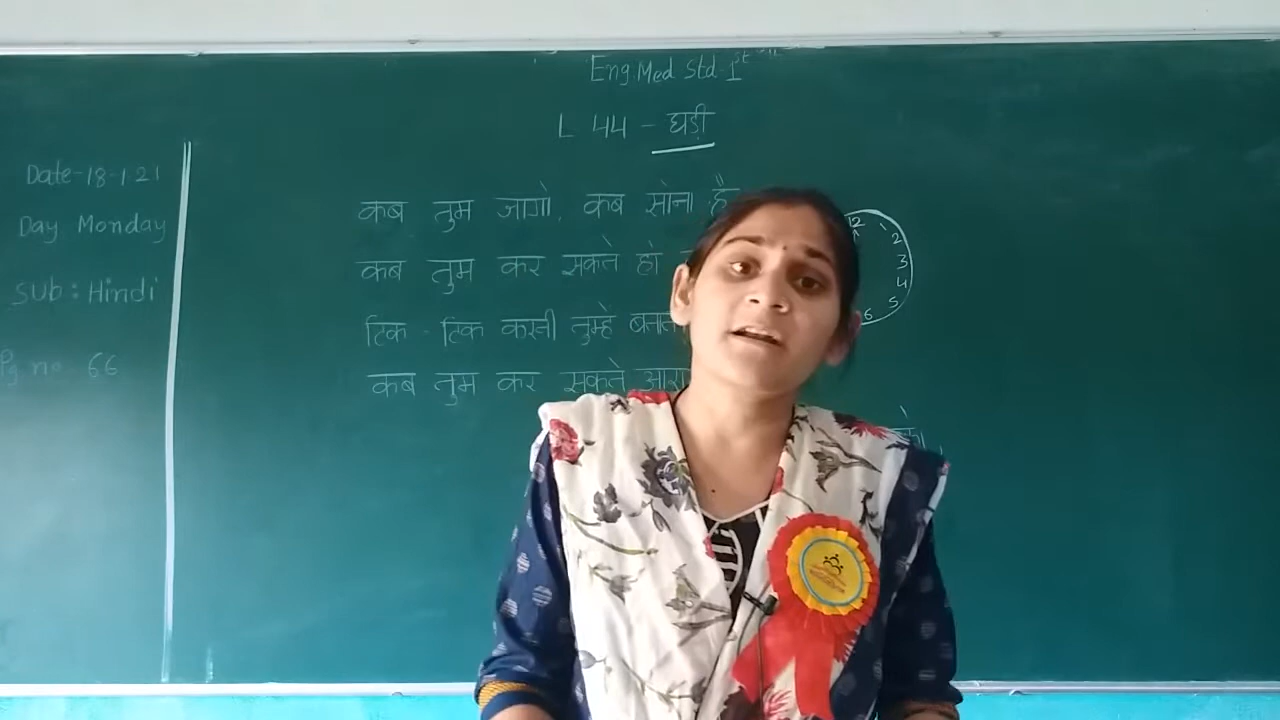 Eng.Med Std-1st
L 44 - घड़ी
Date-18-1-21
Day Monday
Sub: Hindi
Pg no 66
कब तुम जागो, कब सोना है
कब तुम कर सकते हो
टिक - टिक करती तुम्हे
कब तुम कर सकते
12
2
3
4
5
6